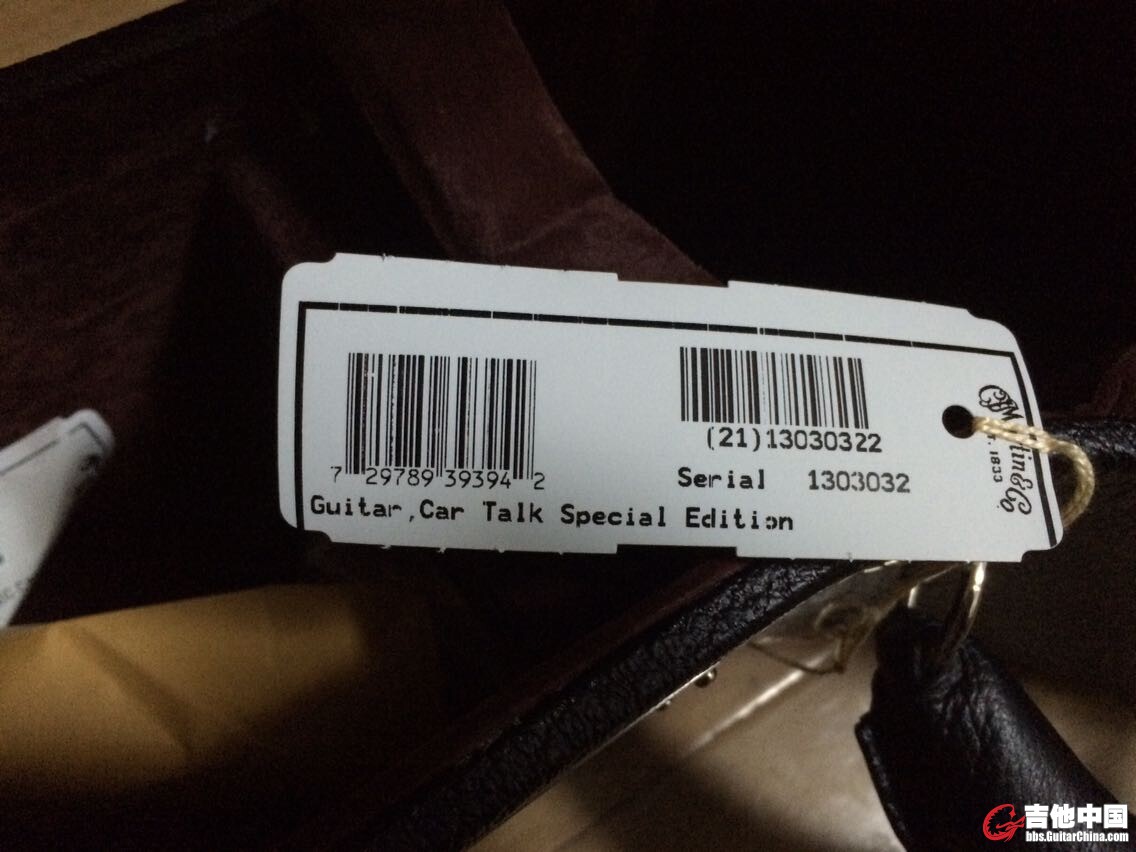 (21)13030322
7 29789 39394 2
Serial 1303032
Guitar,Car Talk Special Edition
吉他中国
bbs.GuitarChina.com